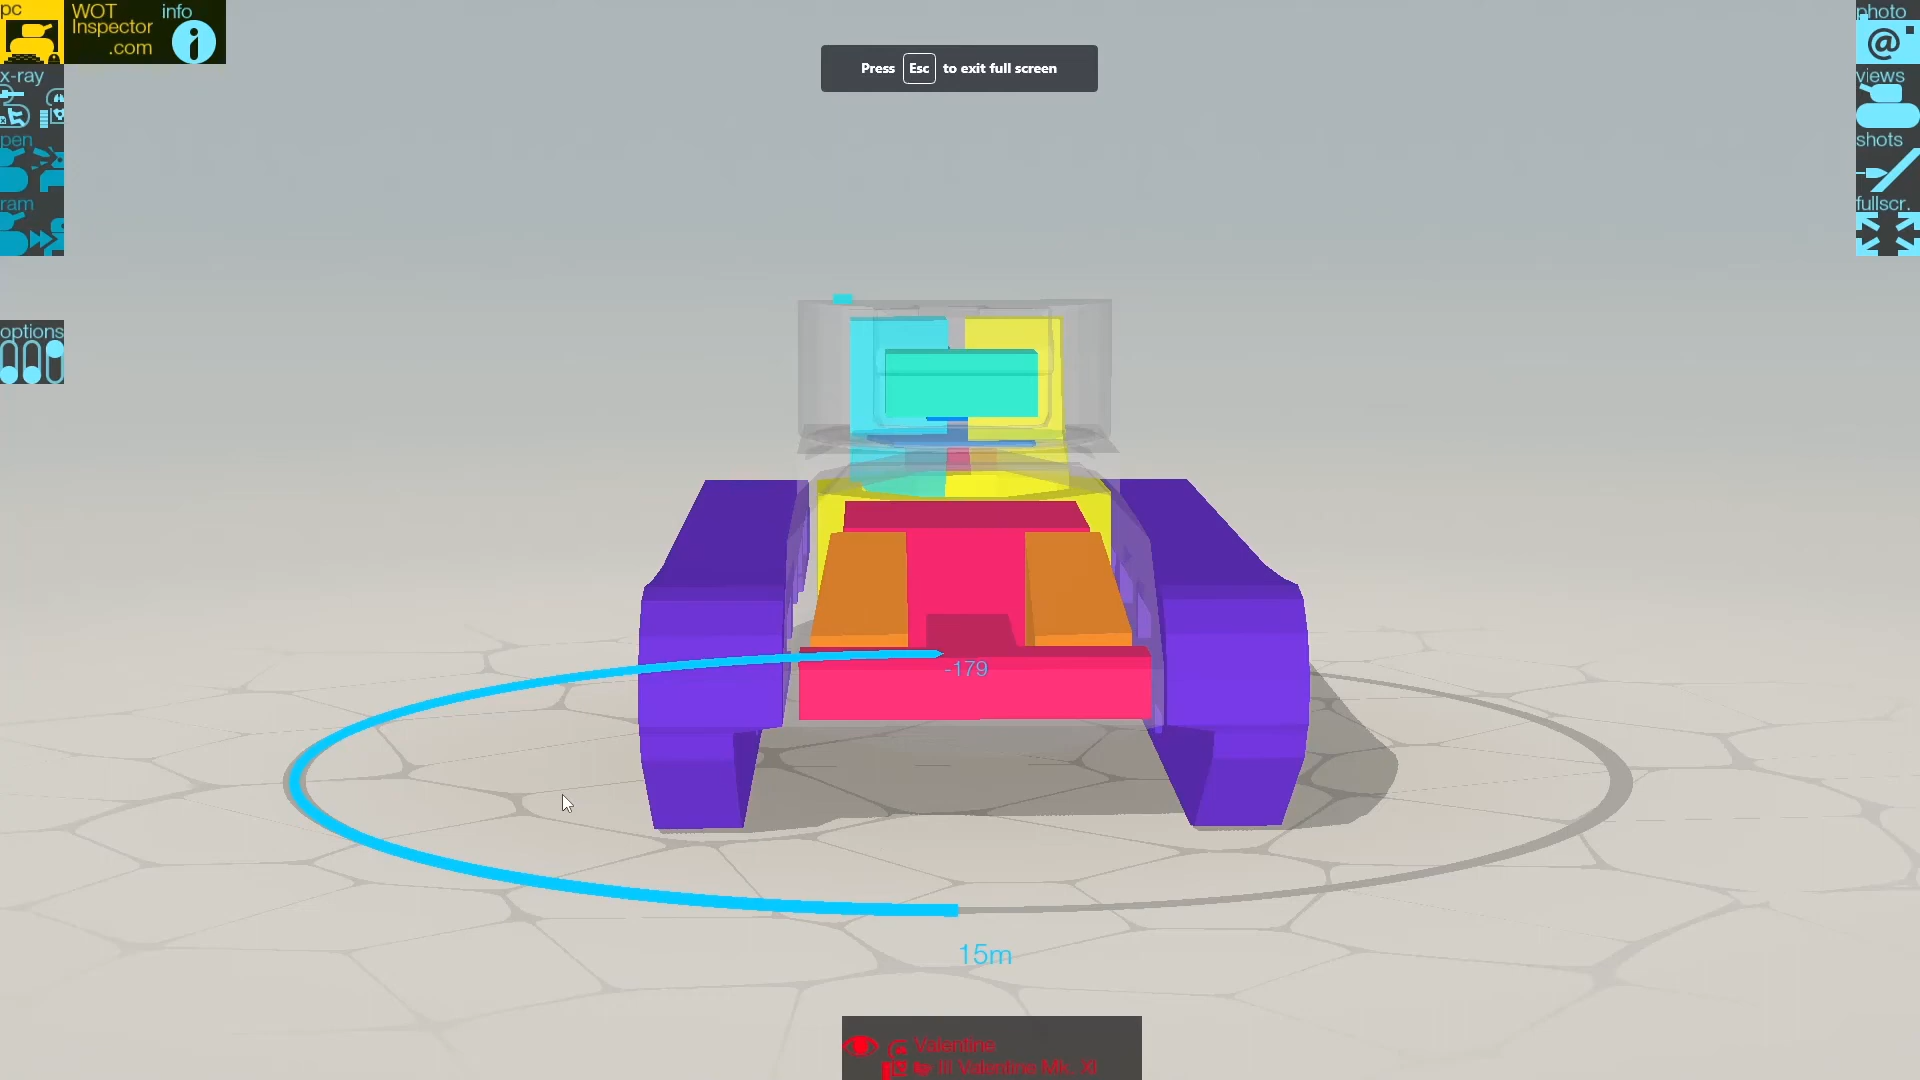 pc
WOT
Inspector
.com
info
x-ray
pen
ram
options
Press Esc to exit full screen
photo
@
views
shots
fullscr.
-179
15m
Valentine
III Valentine Mk. XI